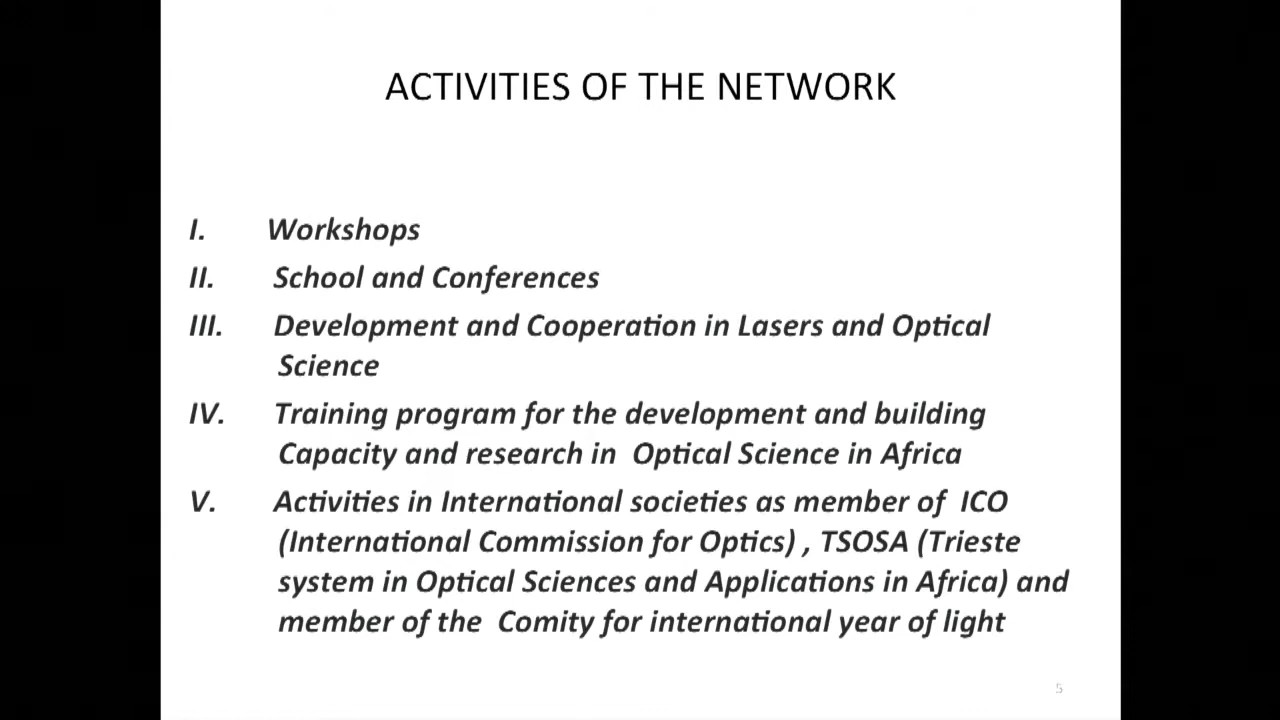 ACTIVITIES OF THE NETWORK
I. Workshops
II. School and Conferences
III. Development and Cooperation in Lasers and Optical
Science
IV. Training program for the development and building
Capacity and research in Optical Science in Africa
V. Activities in International societies as member of ICO
(International Commission for Optics) , TSOSA (Trieste
system in Optical Sciences and Applications in Africa) and
member of the Comity for international year of light
5